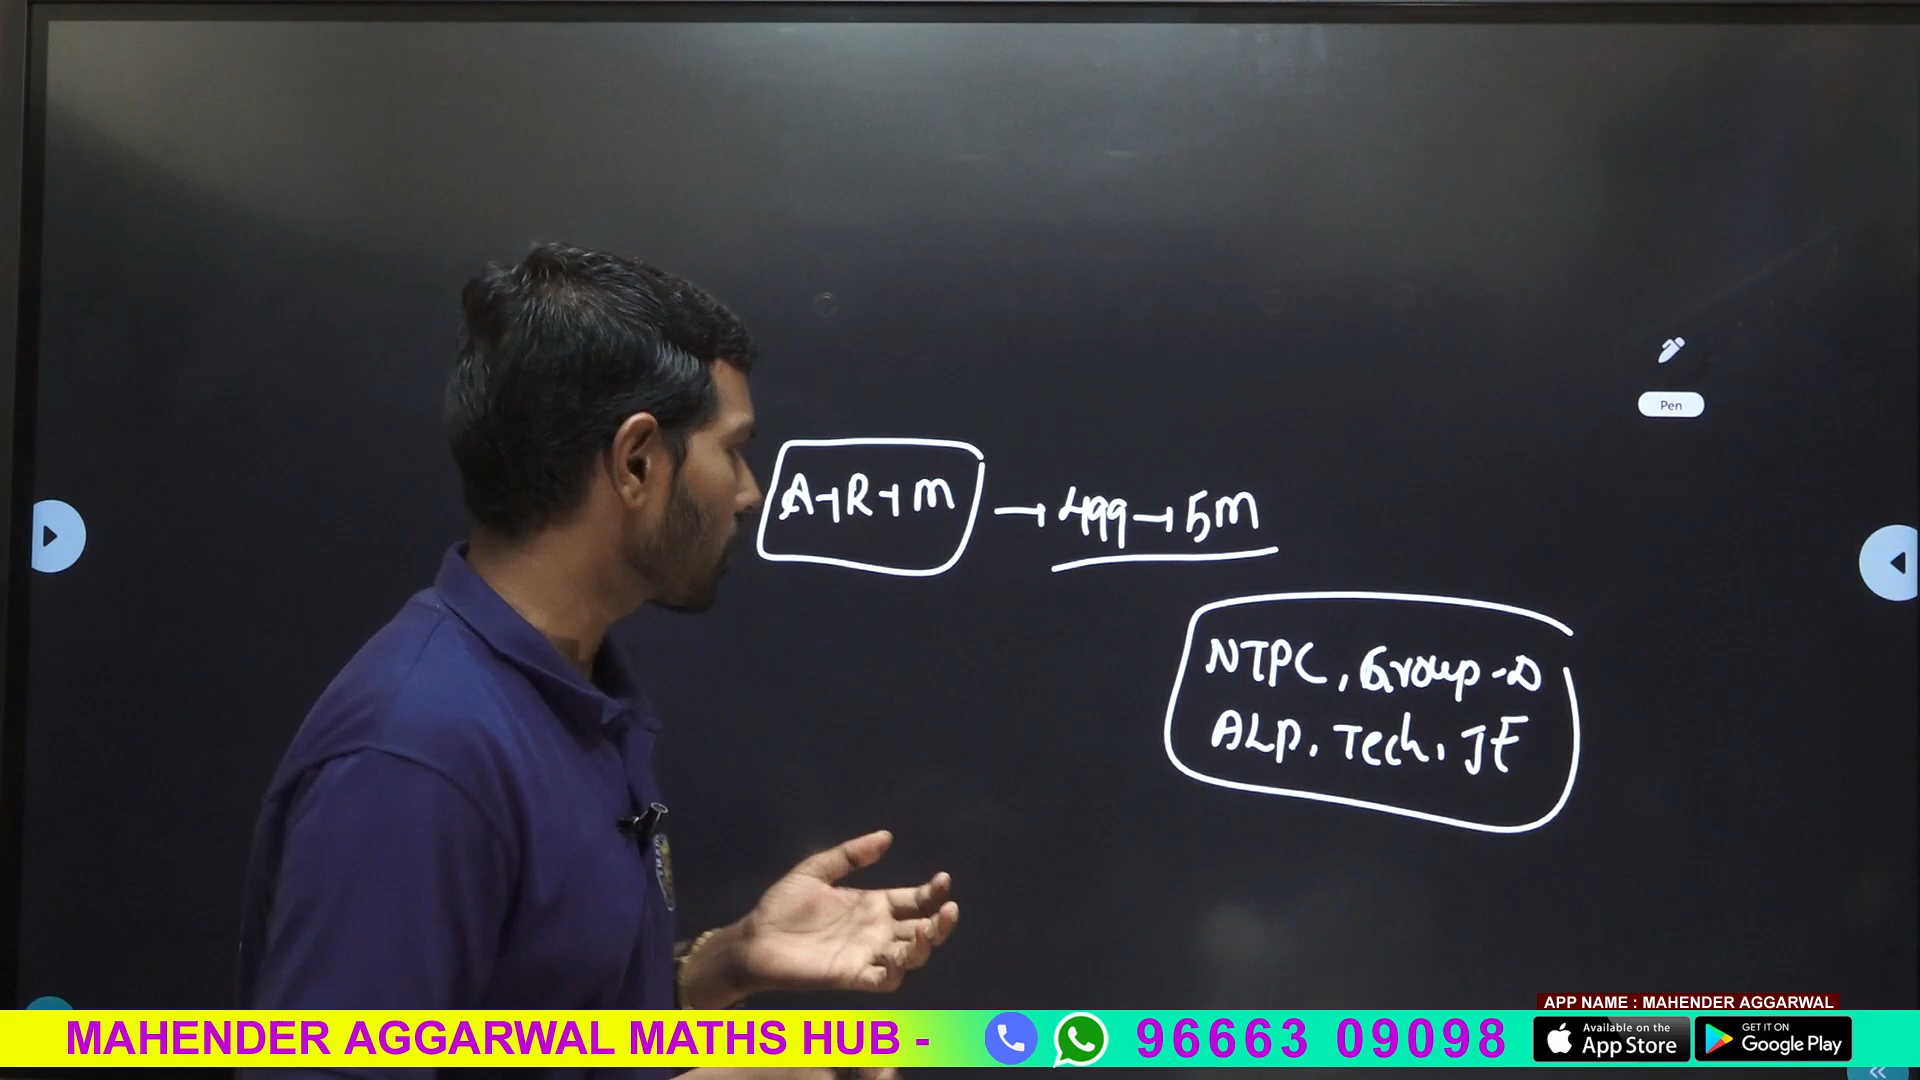 Pen
A+R+M → 499 → 5M
NTPC, Group-D
ALP, Tech, JE
APP NAME : MAHENDER AGGARWAL
MAHENDER AGGARWAL MATHS HUB - 96663 09098
Available on the
App Store
GET IT ON
Google Play